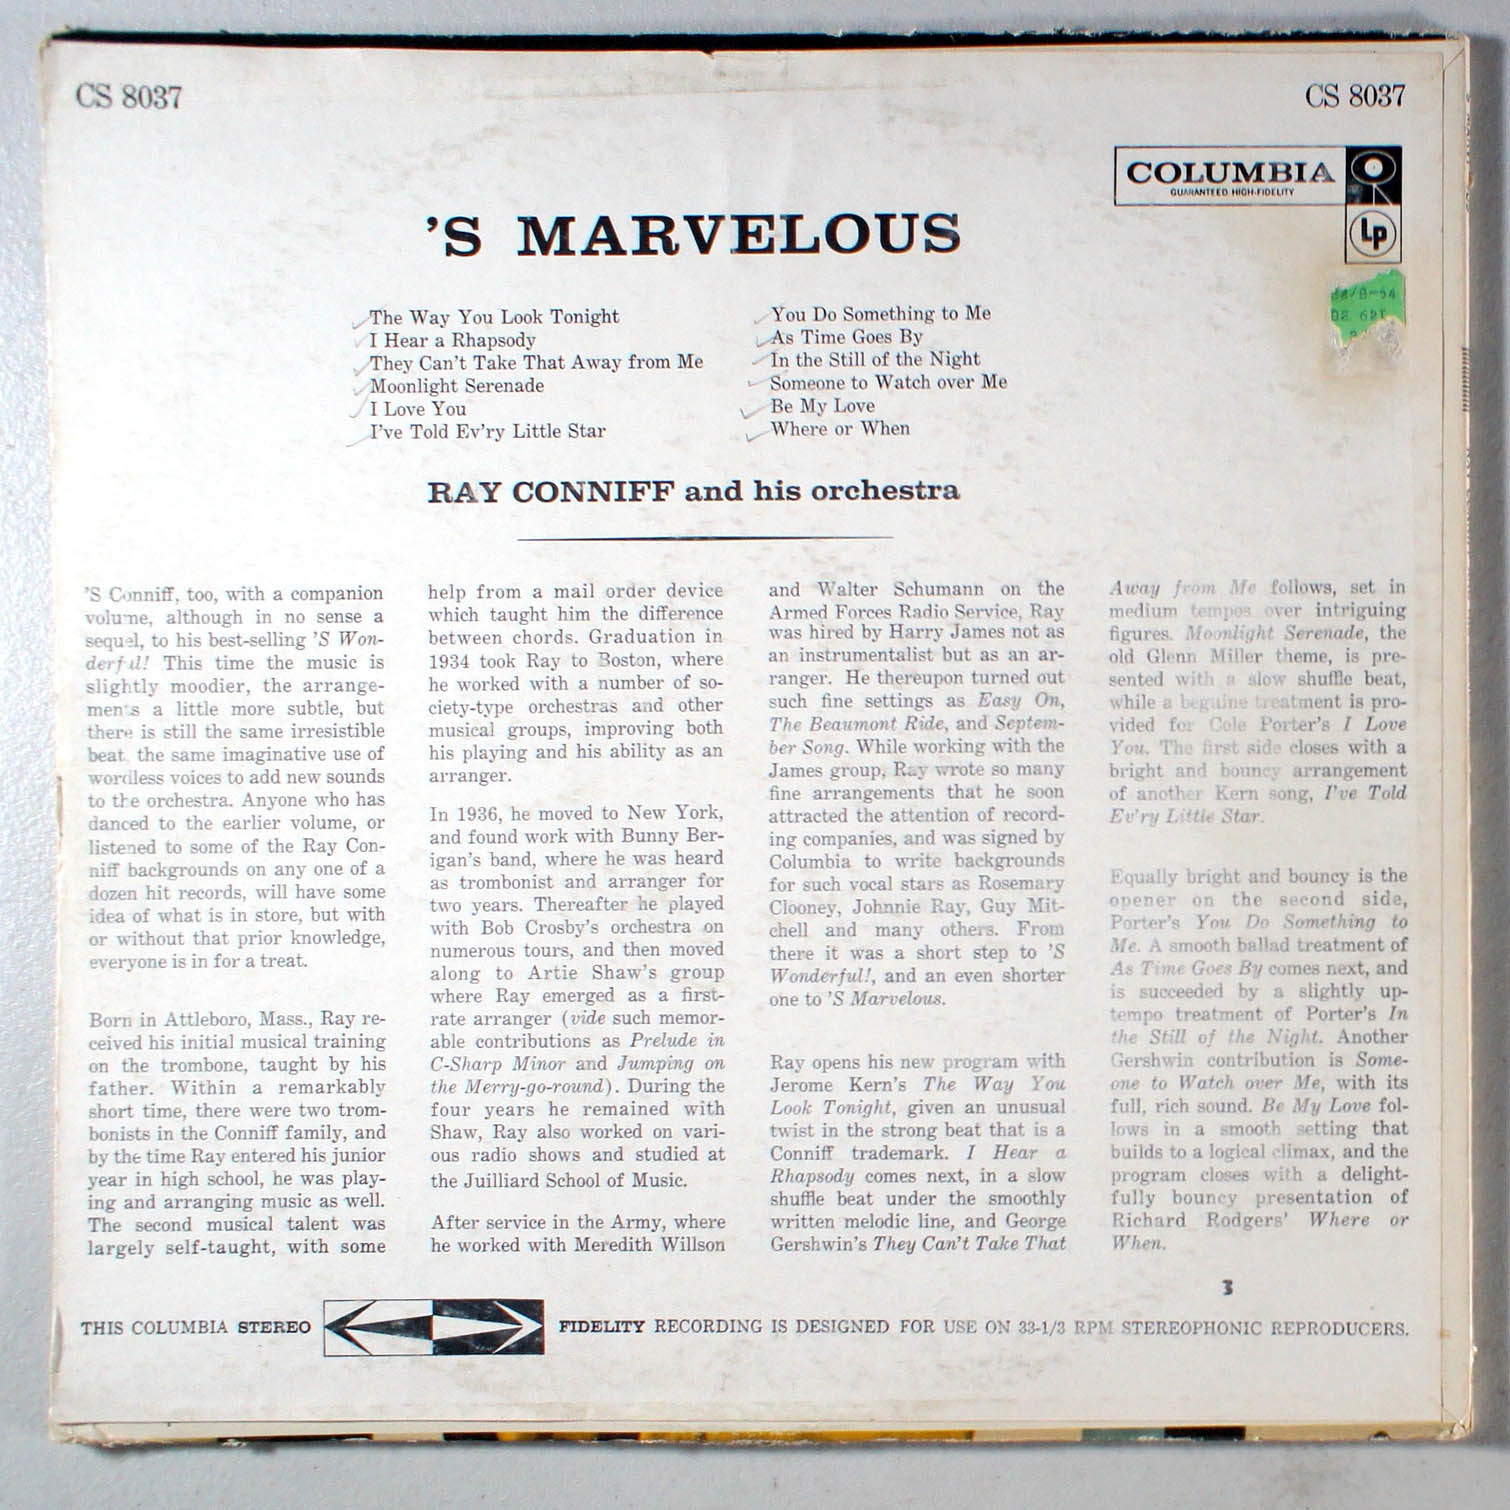 CS 8037
CS 8037
COLUMBIA
GUARANTEED HIGH-FIDELITY
Lp
'S MARVELOUS
The Way You Look Tonight
I Hear a Rhapsody
They Can't Take That Away from Me
Moonlight Serenade
I Love You
I've Told Ev'ry Little Star
You Do Something to Me
As Time Goes By
In the Still of the Night
Someone to Watch over Me
Be My Love
Where or When
RAY CONNIFF and his orchestra
'S Conniff, too, with a companion
volume, although in no sense a
sequel, to his best-selling 'S Won-
derful! This time the music is
slightly moodier, the arrange-
ments a little more subtle, but
there is still the same irresistible
beat the same imaginative use of
wordless voices to add new sounds
to the orchestra. Anyone who has
danced to the earlier volume, or
listened to some of the Ray Con-
niff backgrounds on any one of a
dozen hit records, will have some
idea of what is in store, but with
or without that prior knowledge,
everyone is in for a treat.
Born in Attleboro, Mass., Ray re-
ceived his initial musical training
on the trombone, taught by his
father. Within a remarkably
short time, there were two trom-
bonists in the Conniff family, and
by the time Ray entered his junior
year in high school, he was play-
ing and arranging music as well.
The second musical talent was
largely self-taught, with some
help from a mail order device
which taught him the difference
between chords. Graduation in
1934 took Ray to Boston, where
he worked with a number of so-
ciety-type orchestras and other
musical groups, improving both
his playing and his ability as an
arranger.
In 1936, he moved to New York,
and found work with Bunny Ber-
igan's band, where he was heard
as trombonist and arranger for
two years. Thereafter he played
with Bob Crosby's orchestra on
numerous tours, and then moved
along to Artie Shaw's group
where Ray emerged as a first-
rate arranger (vide such memor-
able contributions as Prelude in
C-Sharp Minor and Jumping on
the Merry-go-round). During the
four years he remained with
Shaw, Ray also worked on vari-
ous radio shows and studied at
the Juilliard School of Music.
After service in the Army, where
he worked with Meredith Willson
and Walter Schumann on the
Armed Forces Radio Service, Ray
was hired by Harry James not as
an instrumentalist but as an ar-
ranger. He thereupon turned out
such fine settings as Easy On,
The Beaumont Ride, and Septem-
ber Song. While working with the
James group, Ray wrote so many
fine arrangements that he soon
attracted the attention of record-
ing companies, and was signed by
Columbia to write backgrounds
for such vocal stars as Rosemary
Clooney, Johnnie Ray, Guy Mit-
chell and many others. From
there it was a short step to 'S
Wonderful!, and an even shorter
one to 'S Marvelous.
Ray opens his new program with
Jerome Kern's The Way You
Look Tonight, given an unusual
twist in the strong beat that is a
Conniff trademark. I Hear a
Rhapsody comes next, in a slow
shuffle beat under the smoothly
written melodic line, and George
Gershwin's They Can't Take That
Away from Me follows, set in
medium tempos over intriguing
figures. Moonlight Serenade, the
old Glenn Miller theme, is pre-
sented with a slow shuffle beat,
while a beguine treatment is pro-
vided for Cole Porter's I Love
You. The first side closes with a
bright and bouncy arrangement
of another Kern song, I've Told
Ev'ry Little Star.
Equally bright and bouncy is the
opener on the second side,
Porter's You Do Something to
Me. A smooth ballad treatment of
As Time Goes By comes next, and
is succeeded by a slightly up-
tempo treatment of Porter's In
the Still of the Night. Another
Gershwin contribution is Some-
one to Watch over Me, with its
full, rich sound. Be My Love fol-
lows in a smooth setting that
builds to a logical climax, and the
program closes with a delight-
fully bouncy presentation of
Richard Rodgers' Where or
When.
3
THIS COLUMBIA STEREO FIDELITY RECORDING IS DESIGNED FOR USE ON 33-1/3 RPM STEREOPHONIC REPRODUCERS.